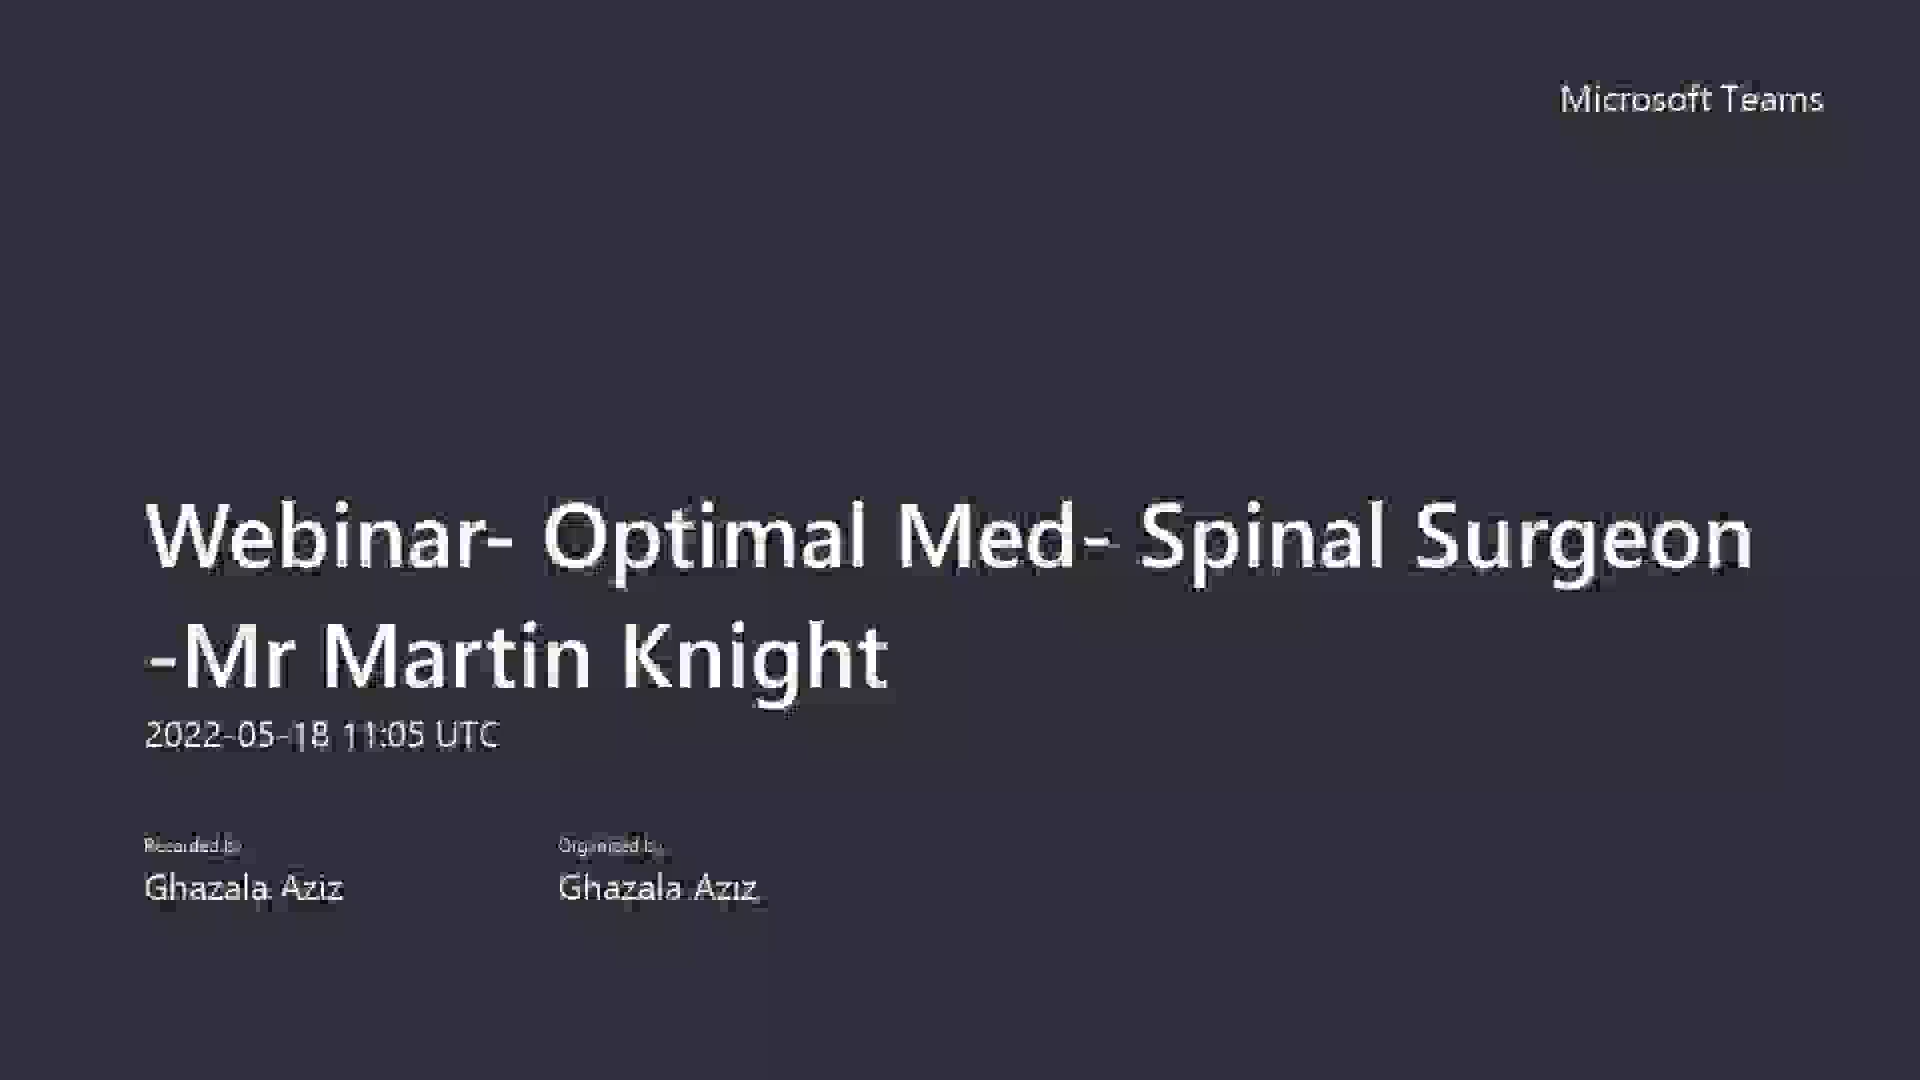 Microsoft Teams
Webinar- Optimal Med- Spinal Surgeon
-Mr Martin Knight
2022-05-18 11:05 UTC
Recorded by
Organized by
Ghazala Aziz
Ghazala Aziz